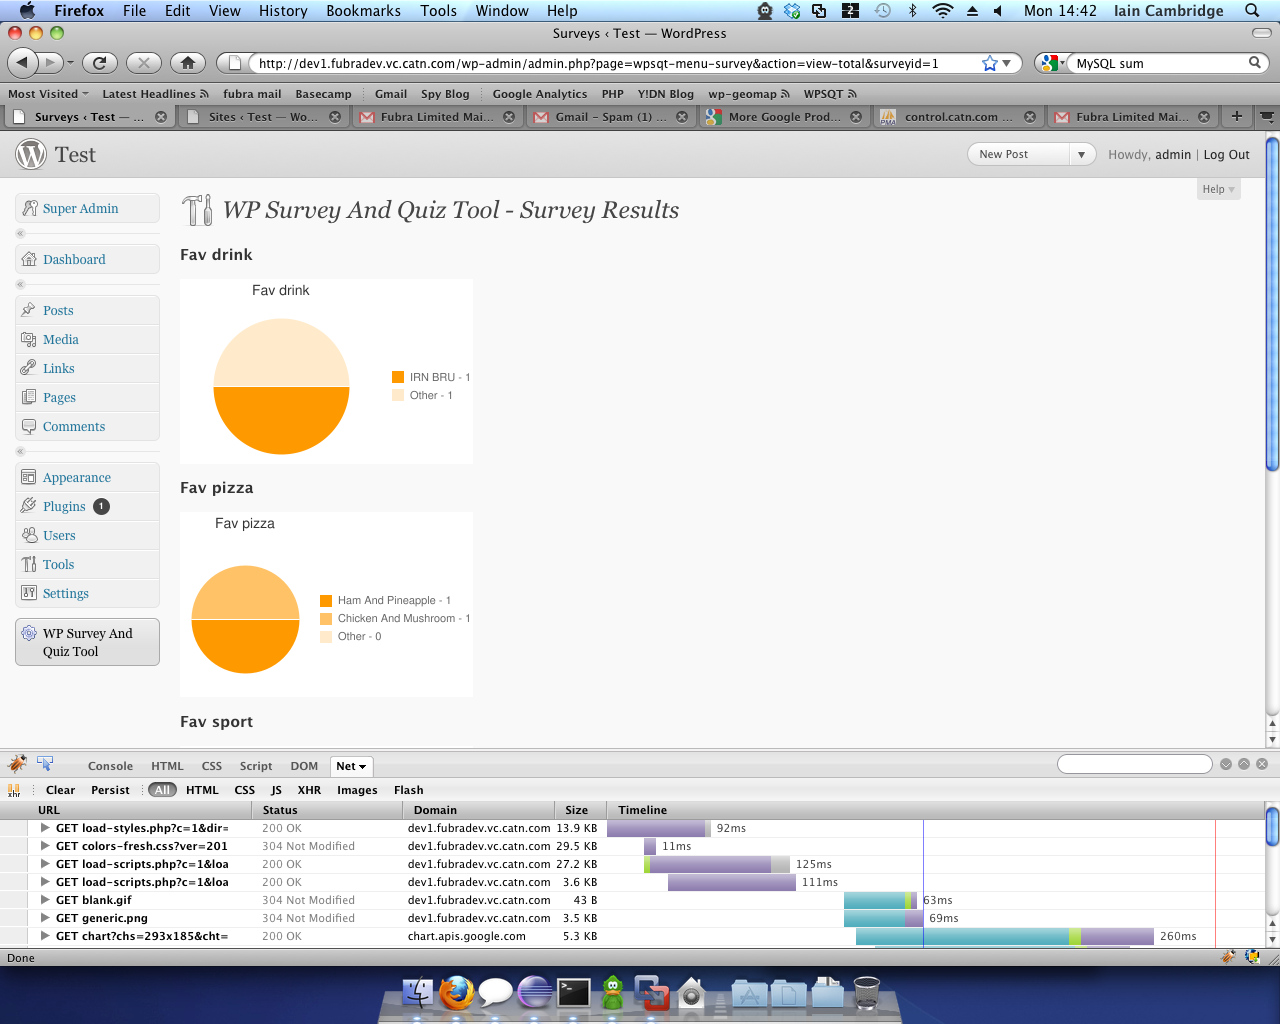 Firefox File Edit View History Bookmarks Tools Window Help 2 Mon 14:42 Iain Cambridge
Surveys ‹ Test — WordPress
http://dev1.fubradev.vc.catn.com/wp-admin/admin.php?page=wpsqt-menu-survey&action=view-total&surveyid=1 MySQL sum
Most Visited Latest Headlines fubra mail Basecamp Gmail Spy Blog Google Analytics PHP Y!DN Blog wp-geomap WPSQT
Surveys ‹ Test — ... Sites ‹ Test — Wo... Fubra Limited Mai... Gmail – Spam (1) ... More Google Prod... control.catn.com ... Fubra Limited Mai...
Test New Post Howdy, admin | Log Out
Help
Super Admin
WP Survey And Quiz Tool - Survey Results
Dashboard
Posts
Media
Links
Pages
Comments
Appearance
Plugins 1
Users
Tools
Settings
WP Survey And
Quiz Tool
Fav drink
Fav drink
IRN BRU - 1
Other - 1
Fav pizza
Fav pizza
Ham And Pineapple - 1
Chicken And Mushroom - 1
Other - 0
Fav sport
Console HTML CSS Script DOM Net
xhr Clear Persist All HTML CSS JS XHR Images Flash
URL Status Domain Size Timeline
GET load-styles.php?c=1&dir= 200 OK dev1.fubradev.vc.catn.com 13.9 KB 92ms
GET colors-fresh.css?ver=201 304 Not Modified dev1.fubradev.vc.catn.com 29.5 KB 11ms
GET load-scripts.php?c=1&loa 200 OK dev1.fubradev.vc.catn.com 27.2 KB 125ms
GET load-scripts.php?c=1&loa 200 OK dev1.fubradev.vc.catn.com 3.6 KB 111ms
GET blank.gif 304 Not Modified dev1.fubradev.vc.catn.com 43 B 63ms
GET generic.png 304 Not Modified dev1.fubradev.vc.catn.com 3.5 KB 69ms
GET chart?chs=293x185&cht= 200 OK chart.apis.google.com 5.3 KB 260ms
Done